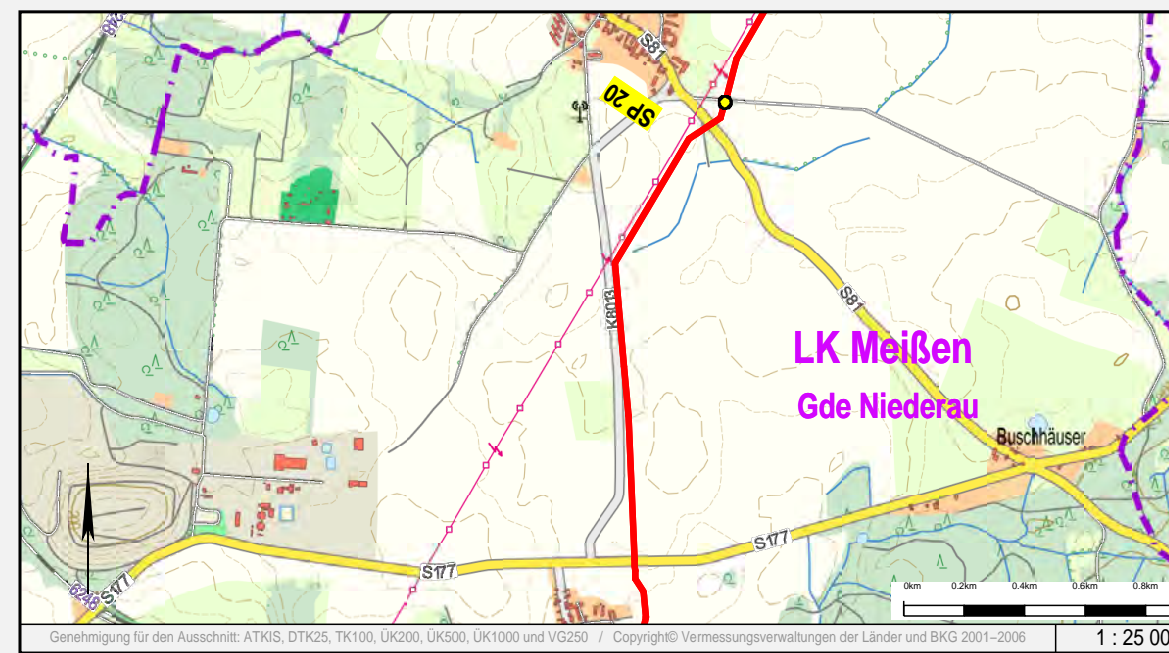 248
S81
SP 20
K8013
S81
LK Meißen
Gde Niederau
Buschhäuser
S177
S177
S177
6248
0km 0.2km 0.4km 0.6km 0.8km
Genehmigung für den Ausschnitt: ATKIS, DTK25, TK100, ÜK200, ÜK500, ÜK1000 und VG250 / Copyright© Vermessungsverwaltungen der Länder und BKG 2001–2006
1 : 25 00